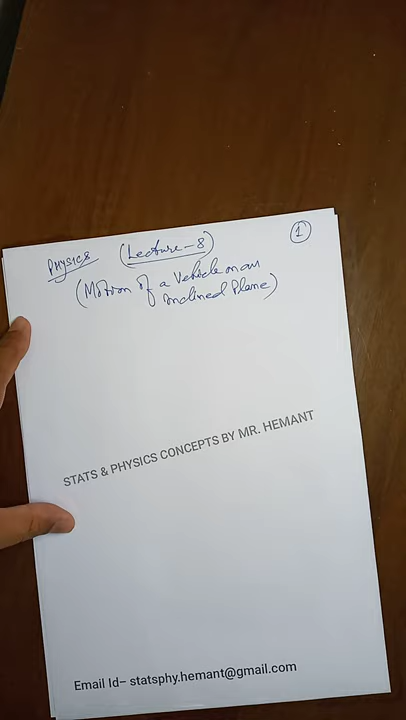 PHYSICS (Lecture-8) 1
(Motion of a Vehicle on an
Inclined Plane)
STATS & PHYSICS CONCEPTS BY MR. HEMANT
Email Id– statsphy.hemant@gmail.com